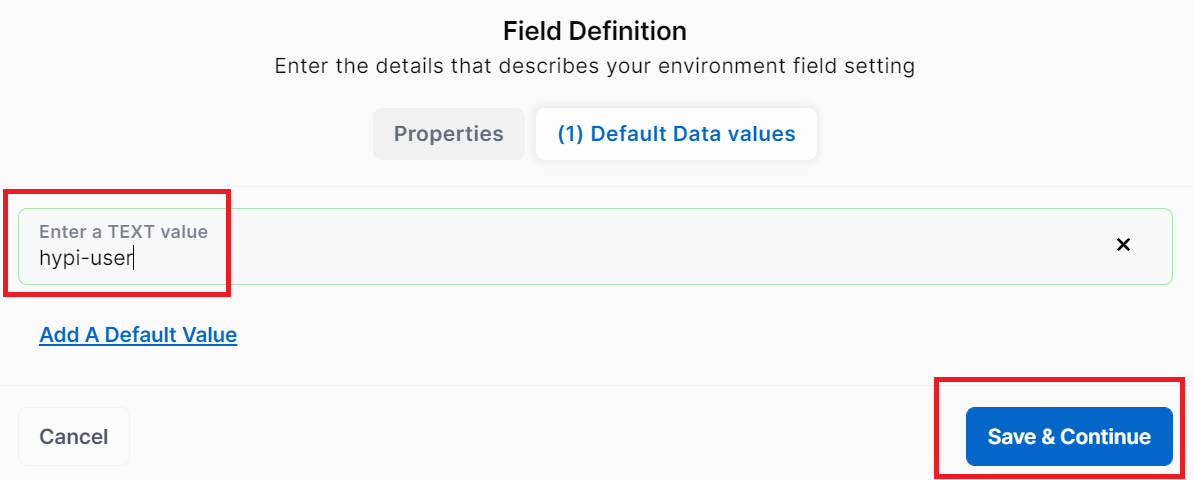 Field Definition
Enter the details that describes your environment field setting
Properties
(1) Default Data values
Enter a TEXT value
hypi-user
Add A Default Value
Cancel
Save & Continue